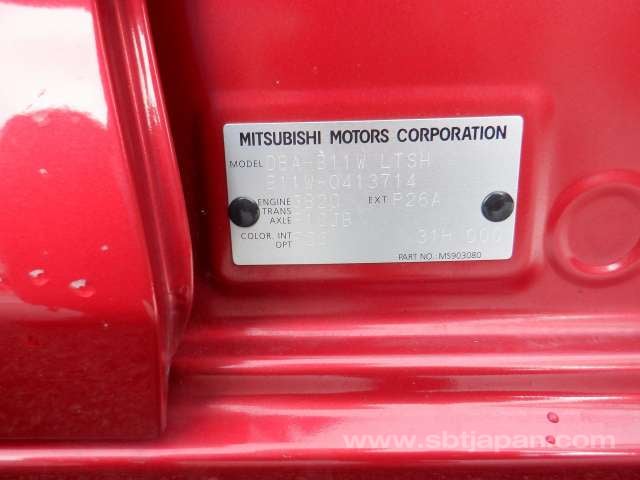 MITSUBISHI MOTORS CORPORATION
MODEL DBA-B11W LTSH
B11W-0413714
ENGINE 3B20 EXT P26A
TRANS
AXLE
COLOR. INT 31H 000
OPT
PART NO.:MS903080
www.sbtjapan.com